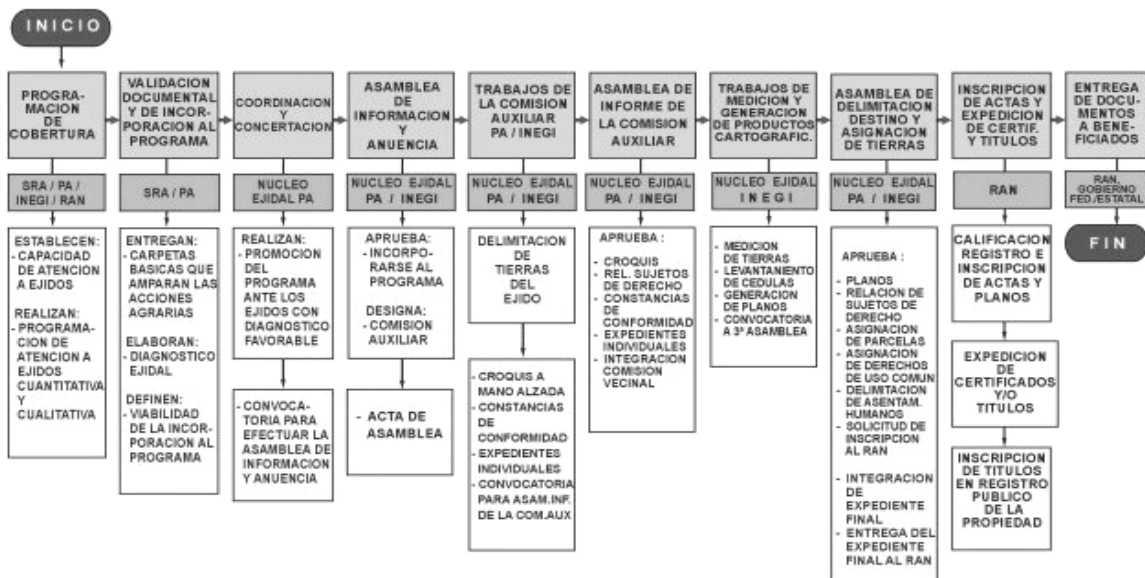 INICIO
PROGRA-
MACION
DE
COBERTURA
SRA / PA /
INEGI / RAN
ESTABLECEN:
- CAPACIDAD
DE ATENCION
A EJIDOS
REALIZAN:
- PROGRAMA-
CION DE
ATENCION A
EJIDOS
CUANTITATIVA
Y
CUALITATIVA
VALIDACION
DOCUMENTAL
Y DE INCOR-
PORACION AL
PROGRAMA
SRA / PA
ENTREGAN:
- CARPETAS
BASICAS QUE
AMPARAN LAS
ACCIONES
AGRARIAS
ELABORAN:
- DIAGNOSTICO
EJIDAL
DEFINEN:
- VIABILIDAD
DE LA INCOR-
PORACION AL
PROGRAMA
COORDINACION
Y
CONCERTACION
NUCLEO
EJIDAL PA
REALIZAN:
- PROMOCION
DEL
PROGRAMA
ANTE LOS
EJIDOS CON
DIAGNOSTICO
FAVORABLE
- CONVOCA-
TORIA PARA
EFECTUAR LA
ASAMBLEA DE
INFORMACION
Y ANUENCIA
ASAMBLEA
DE
INFORMACION
Y
ANUENCIA
NUCLEO EJIDAL
PA / INEGI
APRUEBA:
- INCORPO-
RARSE AL
PROGRAMA
DESIGNA:
- COMISION
AUXILIAR
- ACTA DE
ASAMBLEA
TRABAJOS DE
LA COMISION
AUXILIAR
PA / INEGI
NUCLEO EJIDAL
PA / INEGI
DELIMITACION
DE
TIERRAS
DEL
EJIDO
- CROQUIS A
MANO ALZADA
- CONSTANCIAS
DE
CONFORMIDAD
- EXPEDIENTES
INDIVIDUALES
- CONVOCATORIA
PARA ASAM.INF.
DE LA COM.AUX
ASAMBLEA DE
INFORME DE
LA COMISION
AUXILIAR
NUCLEO EJIDAL
PA / INEGI
APRUEBA :
- CROQUIS
- REL. SUJETOS
DE DERECHO
- CONSTANCIAS
DE
CONFORMIDAD
- EXPEDIENTES
INDIVIDUALES
- INTEGRACION
COMISION
VECINAL
TRABAJOS DE
MEDICION Y
GENERACION
DE PRODUCTOS
CARTOGRAFIC.
NUCLEO EJIDAL
INEGI
- MEDICION
DE TIERRAS
- LEVANTAMIENTO
DE CEDULAS
- GENERACION
DE PLANOS
- CONVOCATORIA
A 3ª ASAMBLEA
ASAMBLEA DE
DELIMITACION
DESTINO Y
ASIGNACION
DE TIERRAS
NUCLEO EJIDAL
PA / INEGI
APRUEBA :
- PLANOS
- RELACION DE
SUJETOS DE
DERECHO
- ASIGNACION
DE PARCELAS
- ASIGNACION
DE DERECHOS
DE USO COMUN
- DELIMITACION
DE ASENTAM.
HUMANOS
- SOLICITUD DE
INSCRIPCION
AL RAN
- INTEGRACION
DE
EXPEDIENTE
FINAL
- ENTREGA DEL
EXPEDIENTE
FINAL AL RAN
INSCRIPCION
DE ACTAS Y
EXPEDICION
DE CERTIF.
Y TITULOS
RAN
CALIFICACION
REGISTRO E
INSCRIPCION
DE ACTAS Y
PLANOS
EXPEDICION
DE
CERTIFICADOS
Y/O
TITULOS
INSCRIPCION
DE TITULOS
EN REGISTRO
PUBLICO
DE LA
PROPIEDAD
ENTREGA
DE DOCU-
MENTOS
A BENE-
FICIADOS
RAN,
GOBIERNO
FED./ESTATAL
FIN